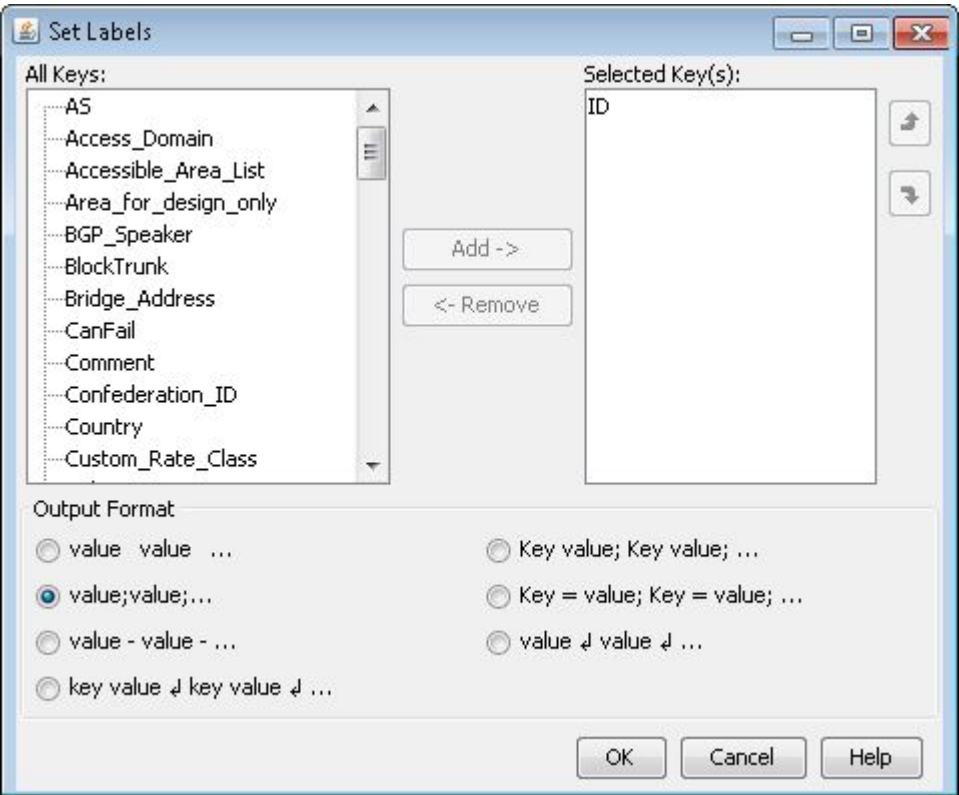 Set Labels
All Keys:
AS
Access_Domain
Accessible_Area_List
Area_for_design_only
BGP_Speaker
BlockTrunk
Bridge_Address
CanFail
Comment
Confederation_ID
Country
Custom_Rate_Class
Add ->
<- Remove
Selected Key(s):
ID
Output Format
value value ...
Key value; Key value; ...
value;value;...
Key = value; Key = value; ...
value - value - ...
value ↲ value ↲ ...
key value ↲ key value ↲ ...
OK
Cancel
Help